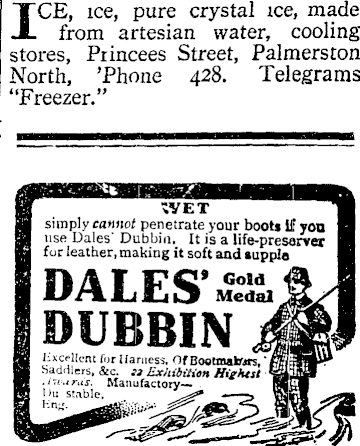 ICE, ice, pure crystal ice, made
from artesian water, cooling
stores, Princees Street, Palmerston
North, 'Phone 428. Telegrams
"Freezer."
WET
simply cannot penetrate your boots if you
use Dales' Dubbin. It is a life-preserver
for leather, making it soft and supple
DALES' Gold
Medal
DUBBIN
Excellent for Harness, Of Bootmakers,
Saddlers, &c. 22 Exhibition Highest
Manufactory—
Eng.